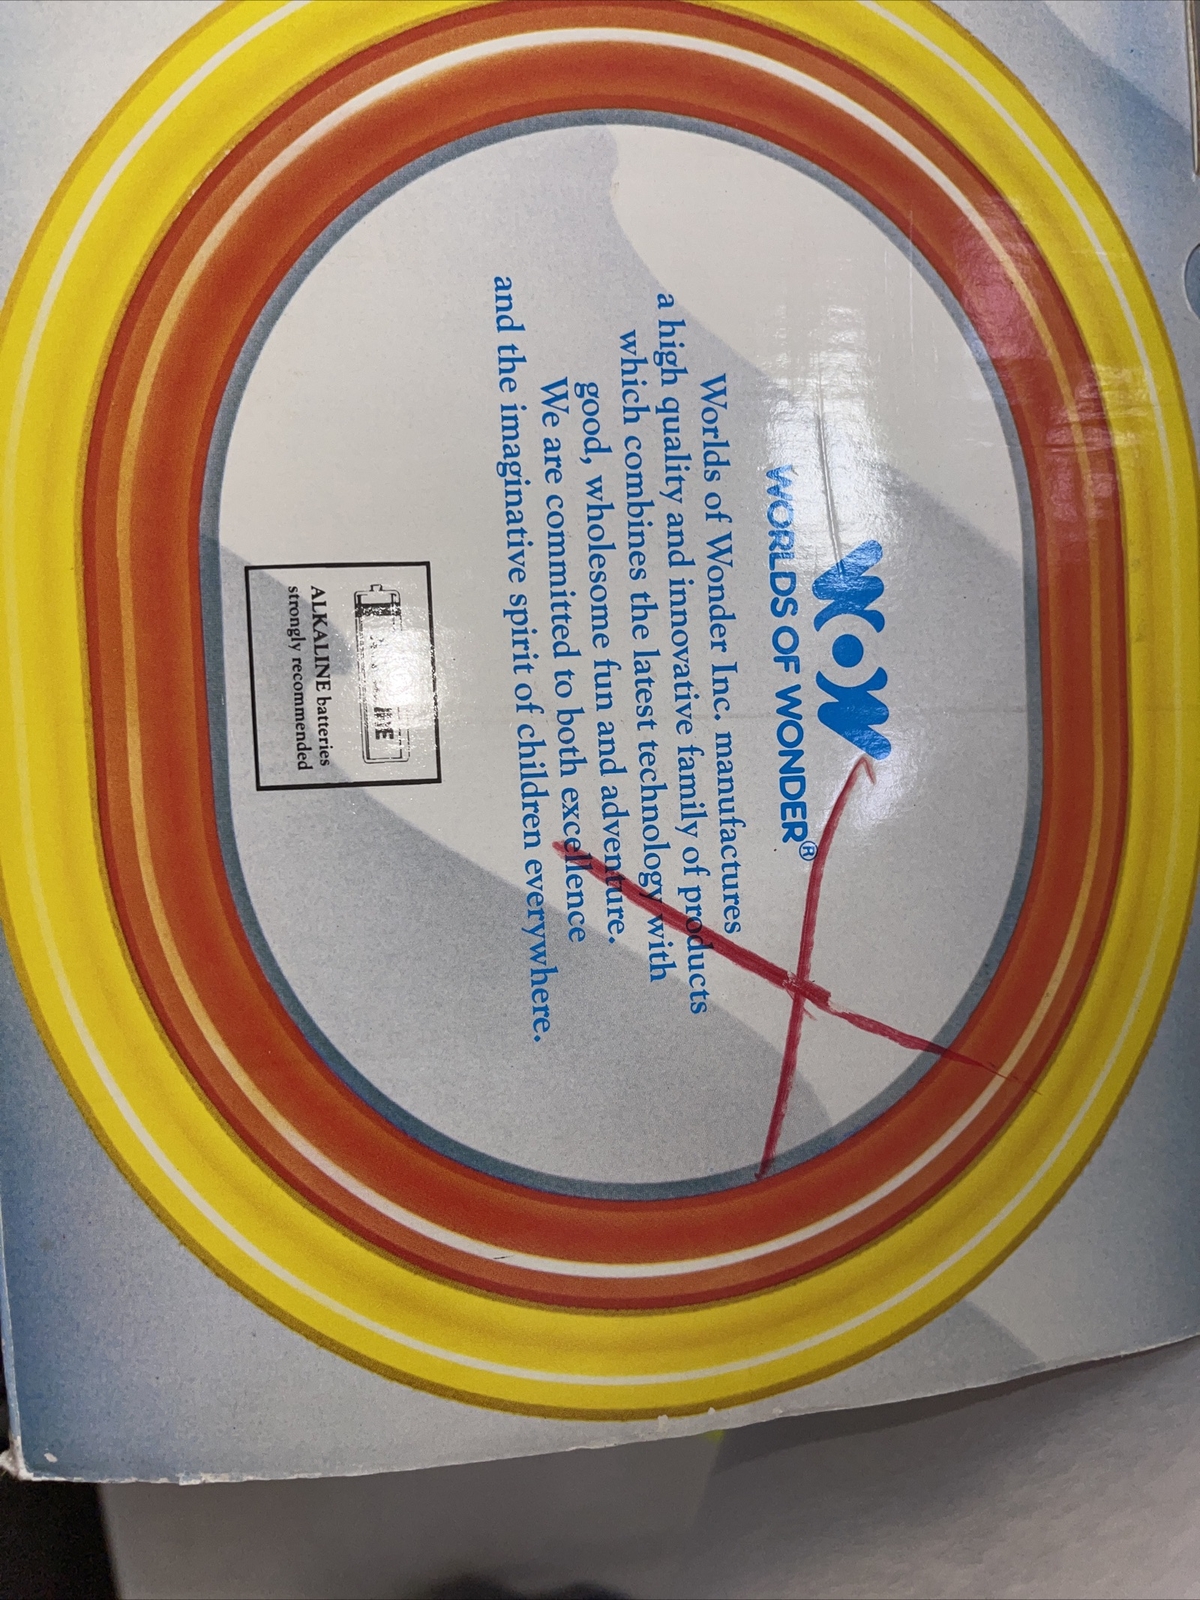 WOW
WORLDS OF WONDER®
Worlds of Wonder Inc. manufactures
a high quality and innovative family of products
which combines the latest technology with
good, wholesome fun and adventure.
We are committed to both excellence
and the imaginative spirit of children everywhere.
ALKALINE batteries
strongly recommended